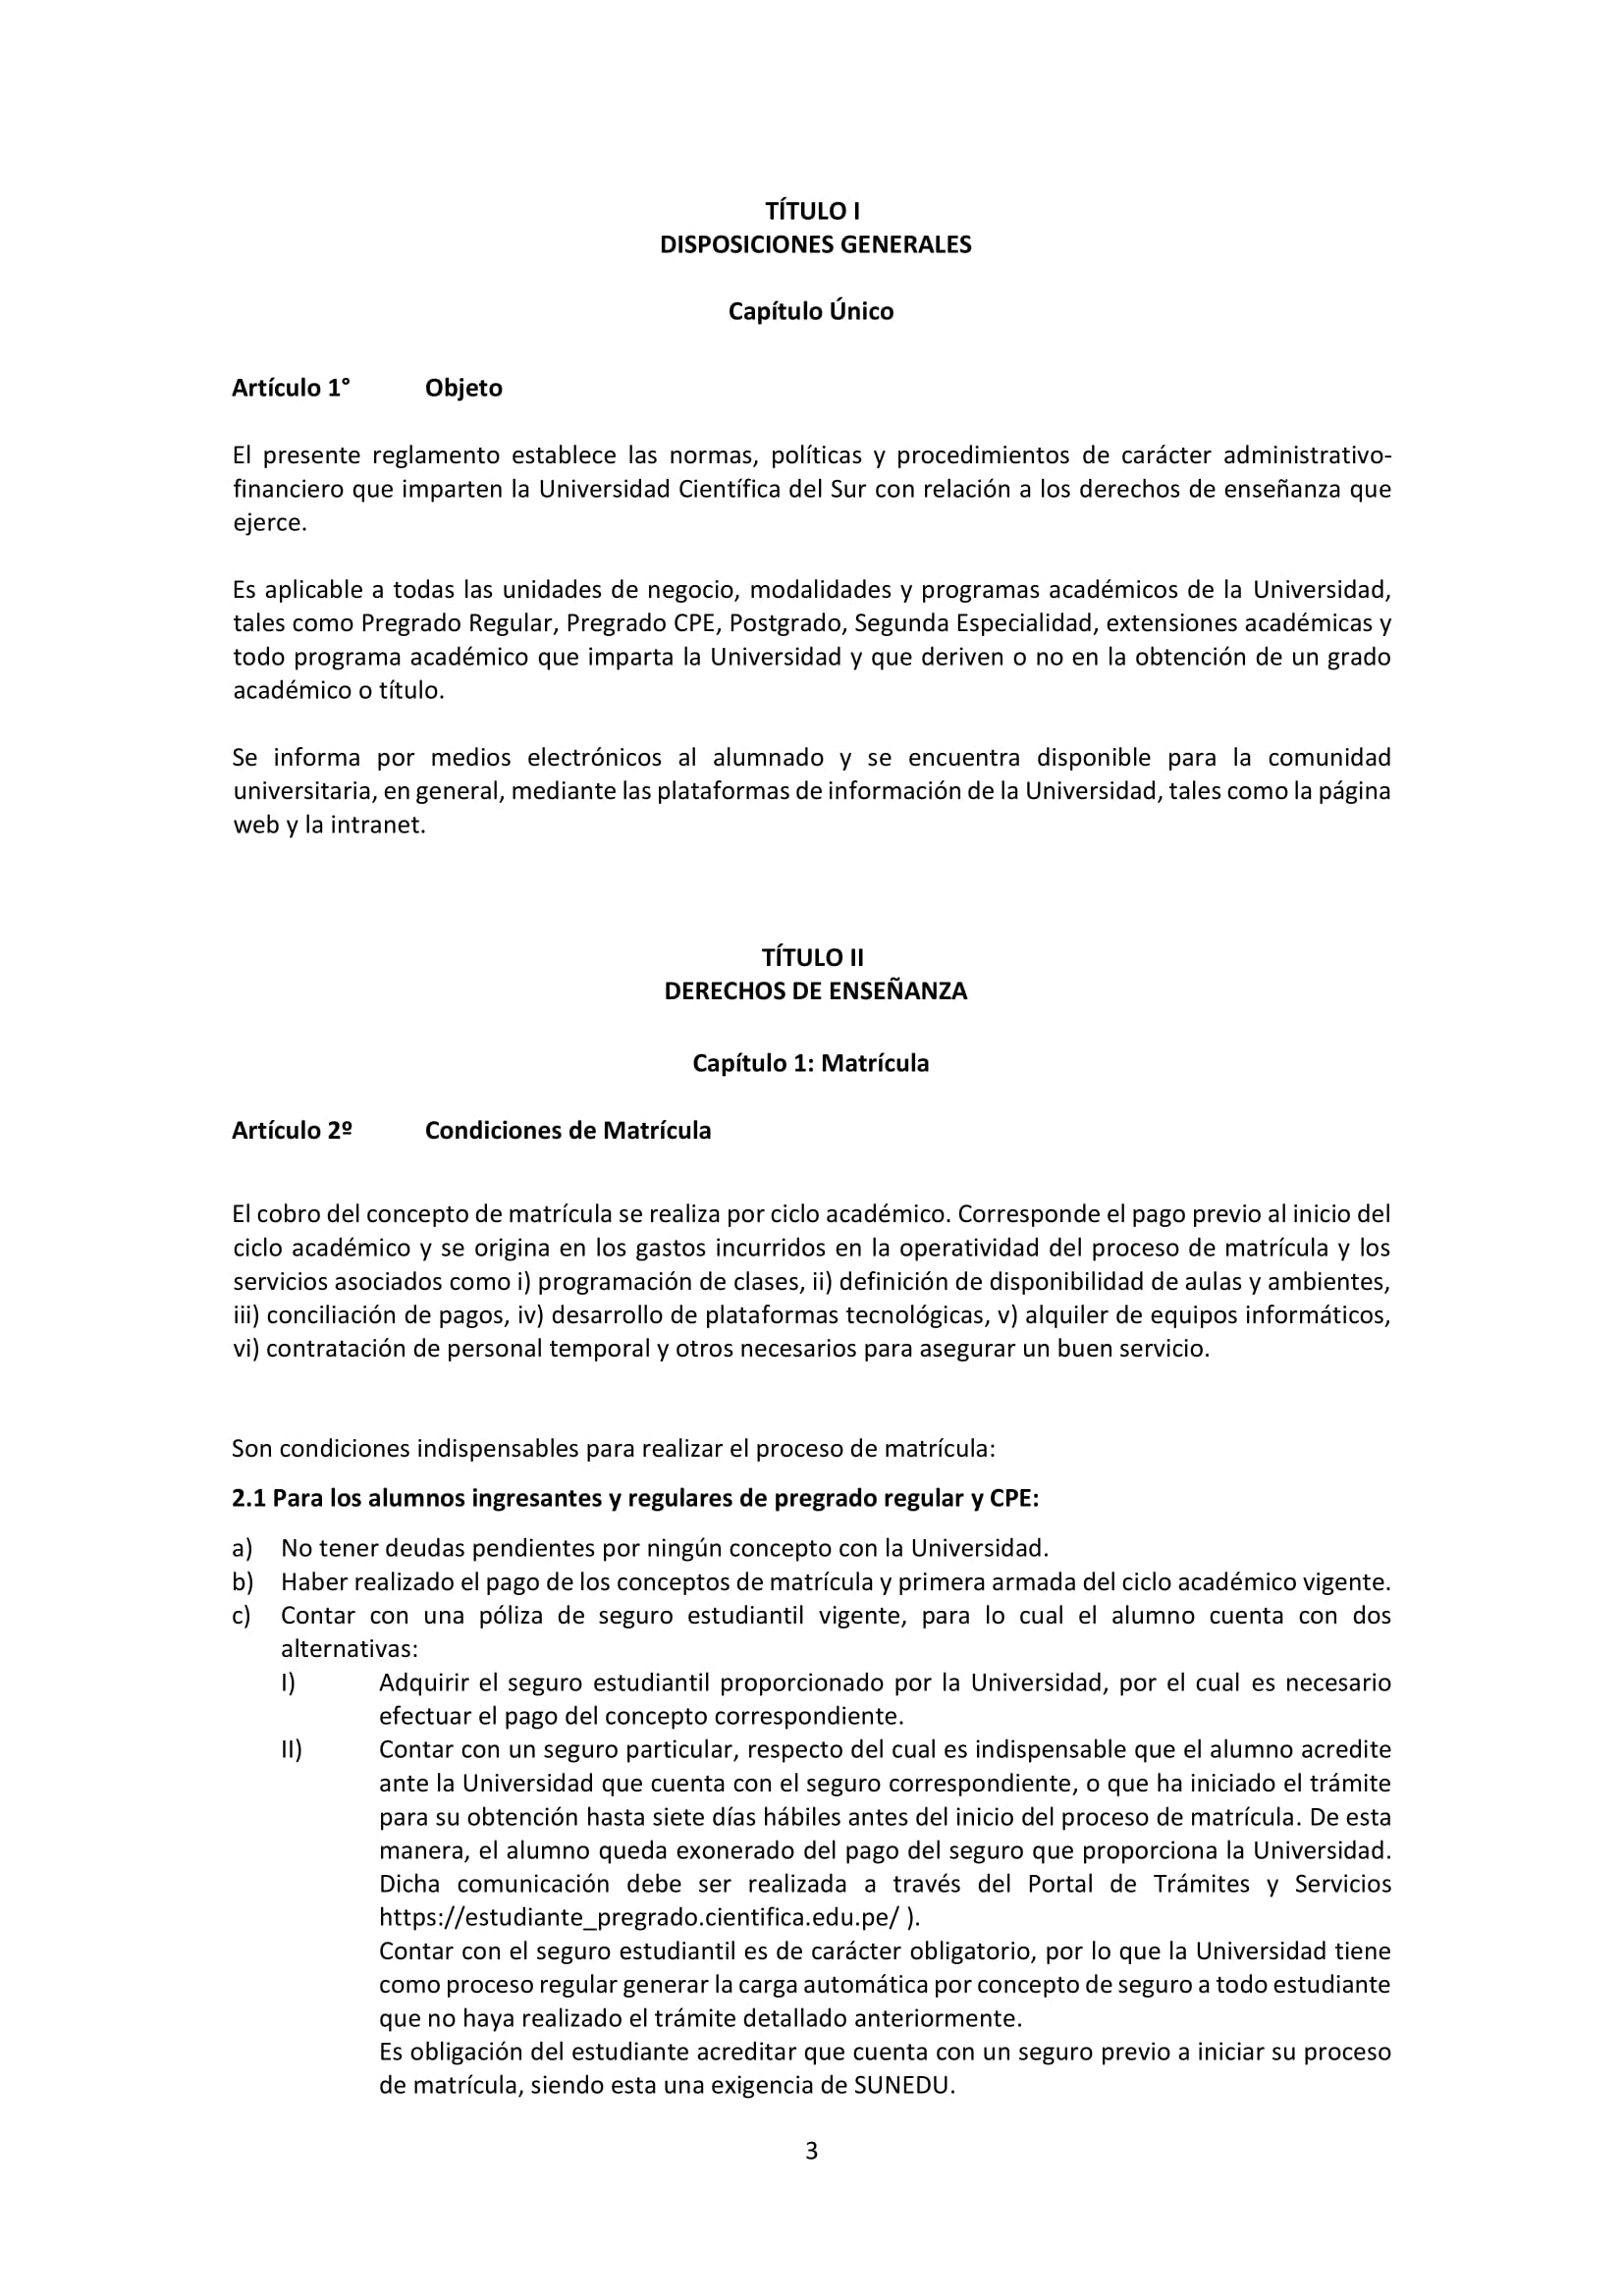 TÍTULO I
DISPOSICIONES GENERALES
Capítulo Único
Artículo 1° Objeto
El presente reglamento establece las normas, políticas y procedimientos de carácter administrativo-
financiero que imparten la Universidad Científica del Sur con relación a los derechos de enseñanza que
ejerce.
Es aplicable a todas las unidades de negocio, modalidades y programas académicos de la Universidad,
tales como Pregrado Regular, Pregrado CPE, Postgrado, Segunda Especialidad, extensiones académicas y
todo programa académico que imparta la Universidad y que deriven o no en la obtención de un grado
académico o título.
Se informa por medios electrónicos al alumnado y se encuentra disponible para la comunidad
universitaria, en general, mediante las plataformas de información de la Universidad, tales como la página
web y la intranet.
TÍTULO II
DERECHOS DE ENSEÑANZA
Capítulo 1: Matrícula
Artículo 2º Condiciones de Matrícula
El cobro del concepto de matrícula se realiza por ciclo académico. Corresponde el pago previo al inicio del
ciclo académico y se origina en los gastos incurridos en la operatividad del proceso de matrícula y los
servicios asociados como i) programación de clases, ii) definición de disponibilidad de aulas y ambientes,
iii) conciliación de pagos, iv) desarrollo de plataformas tecnológicas, v) alquiler de equipos informáticos,
vi) contratación de personal temporal y otros necesarios para asegurar un buen servicio.
Son condiciones indispensables para realizar el proceso de matrícula:
2.1 Para los alumnos ingresantes y regulares de pregrado regular y CPE:
a) No tener deudas pendientes por ningún concepto con la Universidad.
b) Haber realizado el pago de los conceptos de matrícula y primera armada del ciclo académico vigente.
c) Contar con una póliza de seguro estudiantil vigente, para lo cual el alumno cuenta con dos
alternativas:
I) Adquirir el seguro estudiantil proporcionado por la Universidad, por el cual es necesario
efectuar el pago del concepto correspondiente.
II) Contar con un seguro particular, respecto del cual es indispensable que el alumno acredite
ante la Universidad que cuenta con el seguro correspondiente, o que ha iniciado el trámite
para su obtención hasta siete días hábiles antes del inicio del proceso de matrícula. De esta
manera, el alumno queda exonerado del pago del seguro que proporciona la Universidad.
Dicha comunicación debe ser realizada a través del Portal de Trámites y Servicios
https://estudiante_pregrado.cientifica.edu.pe/ ).
Contar con el seguro estudiantil es de carácter obligatorio, por lo que la Universidad tiene
como proceso regular generar la carga automática por concepto de seguro a todo estudiante
que no haya realizado el trámite detallado anteriormente.
Es obligación del estudiante acreditar que cuenta con un seguro previo a iniciar su proceso
de matrícula, siendo esta una exigencia de SUNEDU.
3